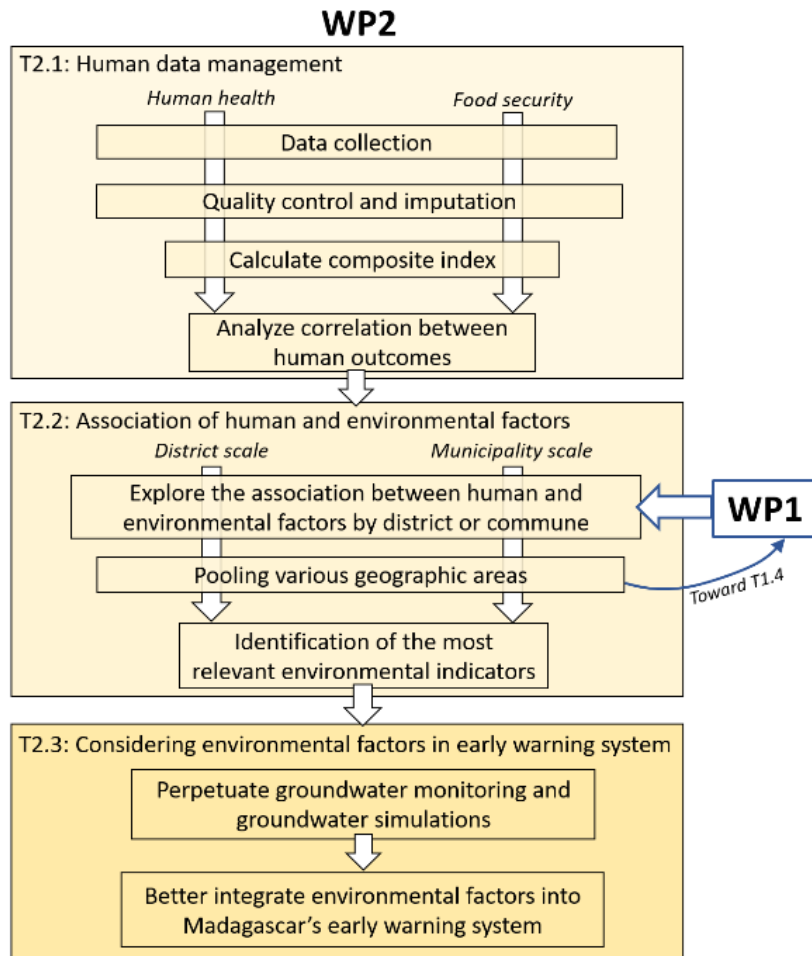 WP2
T2.1: Human data management
Human health
Food security
Data collection
Quality control and imputation
Calculate composite index
Analyze correlation between
human outcomes
T2.2: Association of human and environmental factors
District scale
Municipality scale
Explore the association between human and
environmental factors by district or commune
WP1
Pooling various geographic areas
Toward T1.4
Identification of the most
relevant environmental indicators
T2.3: Considering environmental factors in early warning system
Perpetuate groundwater monitoring and
groundwater simulations
Better integrate environmental factors into
Madagascar's early warning system